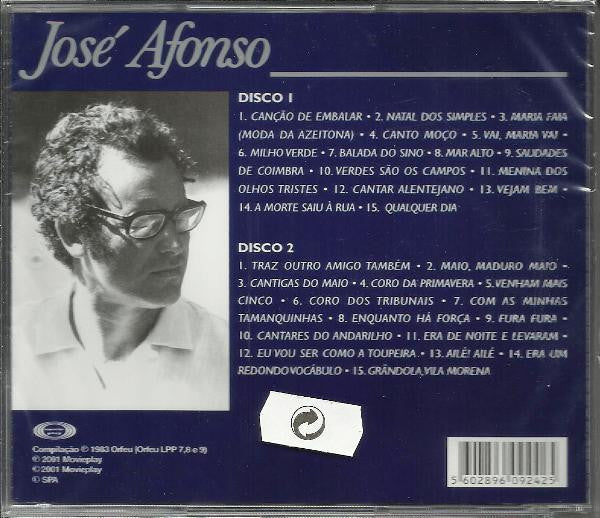 José Afonso
DISCO 1
1. CANÇÃO DE EMBALAR • 2. NATAL DOS SIMPLES • 3. MARIA FAIA
(MODA DA AZEITONA) • 4. CANTO MOÇO • 5. VAI, MARIA VAI •
6. MILHO VERDE • 7. BALADA DO SINO • 8. MAR ALTO • 9. SAUDADES
DE COIMBRA • 10. VERDES SÃO OS CAMPOS • 11. MENINA DOS
OLHOS TRISTES • 12. CANTAR ALENTEJANO • 13. VEJAM BEM •
14. A MORTE SAIU À RUA • 15. QUALQUER DIA
DISCO 2
1. TRAZ OUTRO AMIGO TAMBÉM • 2. MAIO, MADURO MAIO •
3. CANTIGAS DO MAIO • 4. CORO DA PRIMAVERA • 5. VENHAM MAIS
CINCO • 6. CORO DOS TRIBUNAIS • 7. COM AS MINHAS
TAMANQUINHAS • 8. ENQUANTO HÁ FORÇA • 9. FURA FURA •
10. CANTARES DO ANDARILHO • 11. ERA DE NOITE E LEVARAM •
12. EU VOU SER COMO A TOUPEIRA • 13. AILÉ! AILÉ • 14. ERA UM
REDONDO VOCÁBULO • 15. GRÂNDOLA, VILA MORENA
Compilação ℗ 1983 Orfeu (Orfeu LPP 7,8 e 9)
℗ 2001 Movieplay
© 2001 Movieplay
© SPA
5 602896 092425